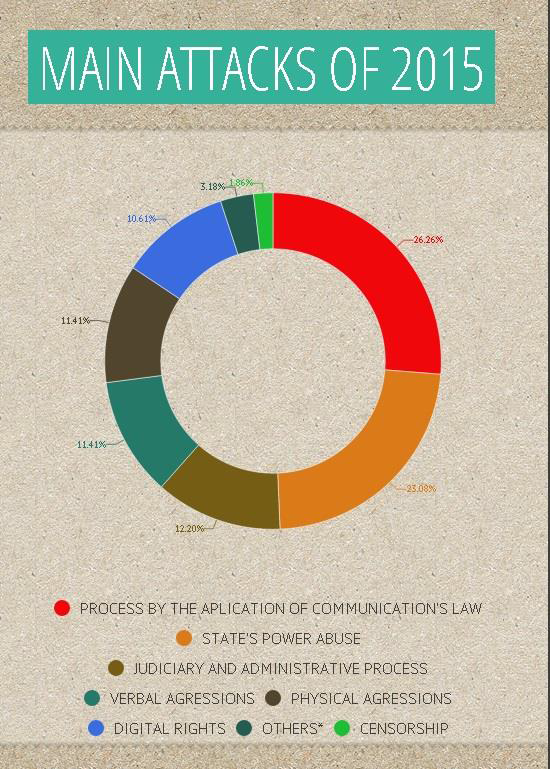 MAIN ATTACKS OF 2015
3.18% 1.86%
10.61%
26.26%
11.41%
11.41%
23.08%
12.20%
PROCESS BY THE APLICATION OF COMMUNICATION'S LAW
STATE'S POWER ABUSE
JUDICIARY AND ADMINISTRATIVE PROCESS
VERBAL AGRESSIONS PHYSICAL AGRESSIONS
DIGITAL RIGHTS OTHERS* CENSORSHIP